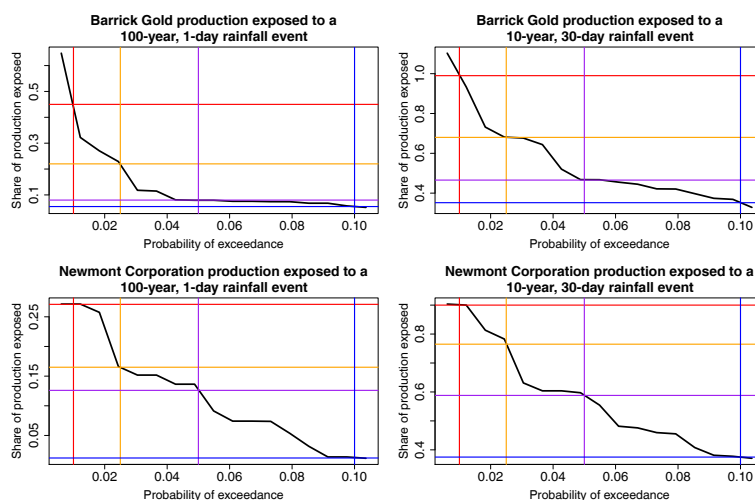 Barrick Gold production exposed to a
100-year, 1-day rainfall event
Share of production exposed
0.1 0.3 0.5
0.02 0.04 0.06 0.08 0.10
Probability of exceedance
Barrick Gold production exposed to a
10-year, 30-day rainfall event
Share of production exposed
0.4 0.6 0.8 1.0
0.02 0.04 0.06 0.08 0.10
Probability of exceedance
Newmont Corporation production exposed to a
100-year, 1-day rainfall event
Share of production exposed
0.05 0.15 0.25
0.02 0.04 0.06 0.08 0.10
Probability of exceedance
Newmont Corporation production exposed to a
10-year, 30-day rainfall event
Share of production exposed
0.4 0.6 0.8
0.02 0.04 0.06 0.08 0.10
Probability of exceedance